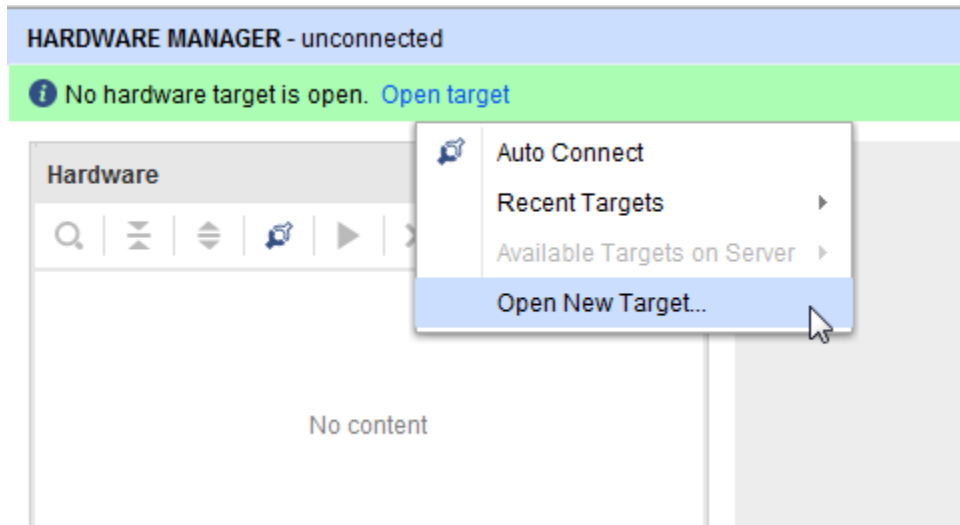 HARDWARE MANAGER - unconnected
No hardware target is open. Open target
Hardware
Auto Connect
Recent Targets
Available Targets on Server
Open New Target...
No content